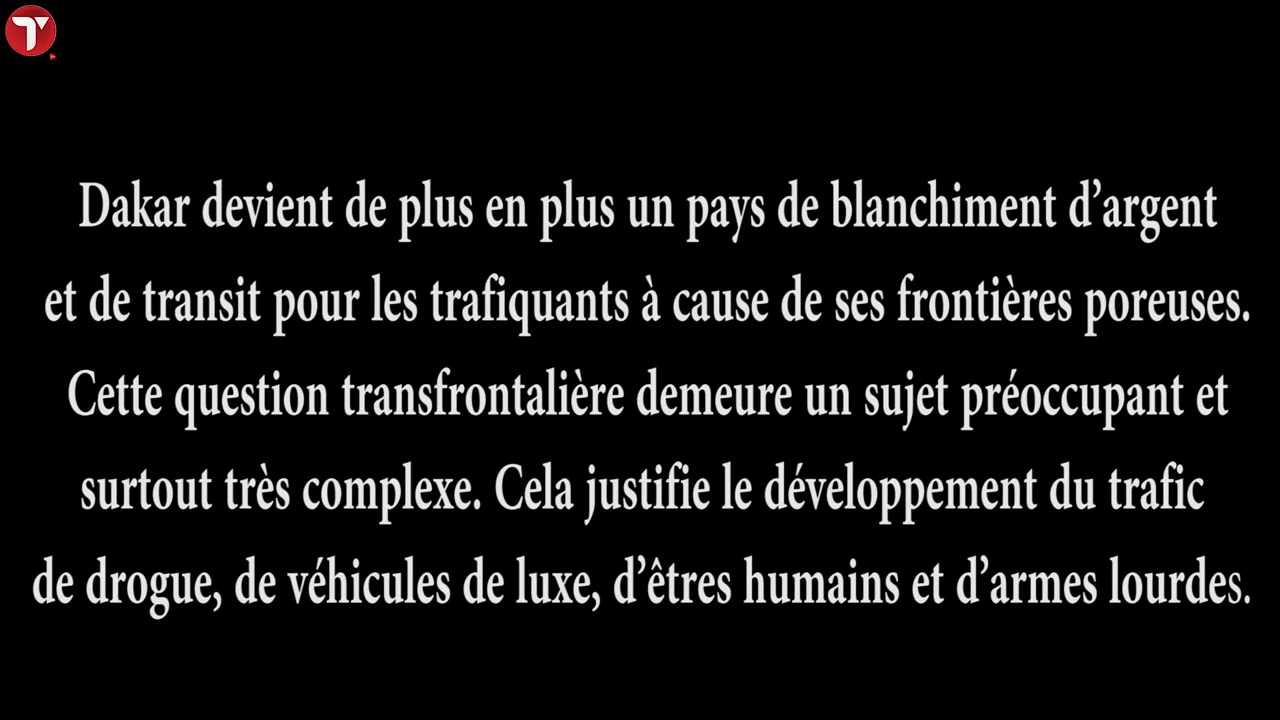 T
Dakar devient de plus en plus un pays de blanchiment d’argent
et de transit pour les trafiquants à cause de ses frontières poreuses.
Cette question transfrontalière demeure un sujet préoccupant et
surtout très complexe. Cela justifie le développement du trafic
de drogue, de véhicules de luxe, d’êtres humains et d’armes lourdes.